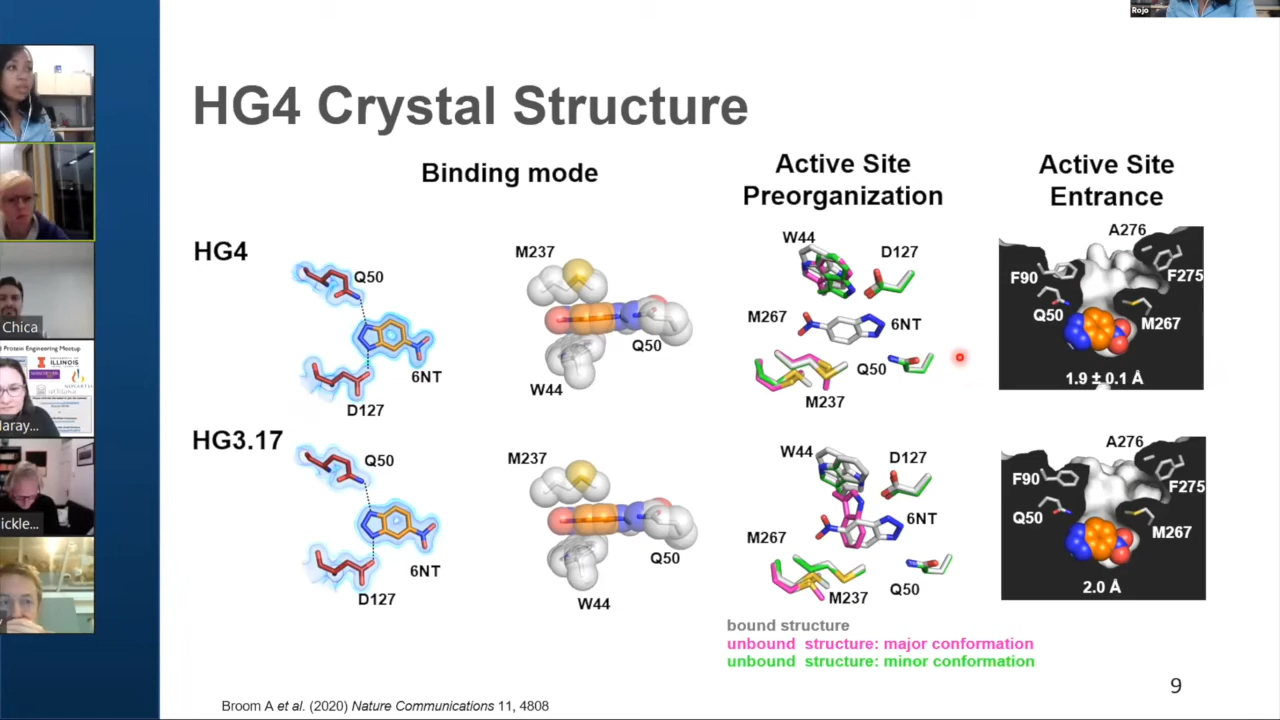 Rojo
HG4 Crystal Structure
Binding mode
Active Site
Preorganization
Active Site
Entrance
HG4
Q50
6NT
D127
M237
Q50
W44
W44
D127
M267
6NT
Q50
M237
A276
F90
F275
Q50
M267
1.9 ± 0.1 Å
HG3.17
Q50
6NT
D127
M237
Q50
W44
W44
D127
6NT
M267
Q50
M237
A276
F90
F275
Q50
M267
2.0 Å
bound structure
unbound structure: major conformation
unbound structure: minor conformation
9
Broom A et al. (2020) Nature Communications 11, 4808
Chica
) Protein Engineering Meetup
ILLINOIS
laray...
ickle...